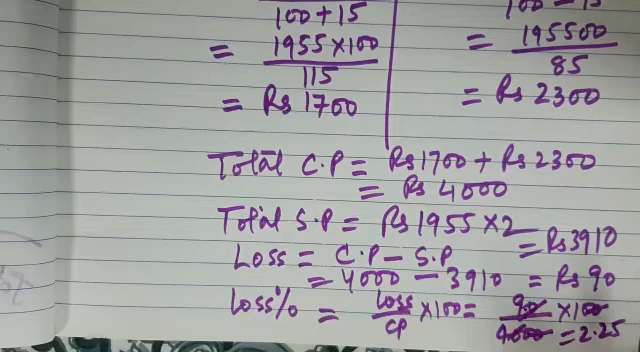 100 + 15
= 1955 × 100
115
= Rs 1700
100 - 15
= 195500
85
= Rs 2300
Total C.P = Rs 1700 + Rs 2300
= Rs 4000
Total S.P = Rs 1955 × 2 = Rs 3910
Loss = C.P - S.P
= 4000 - 3910 = Rs 90
Loss% = Loss/CP × 100 = 90/4000 × 100 = 2.25